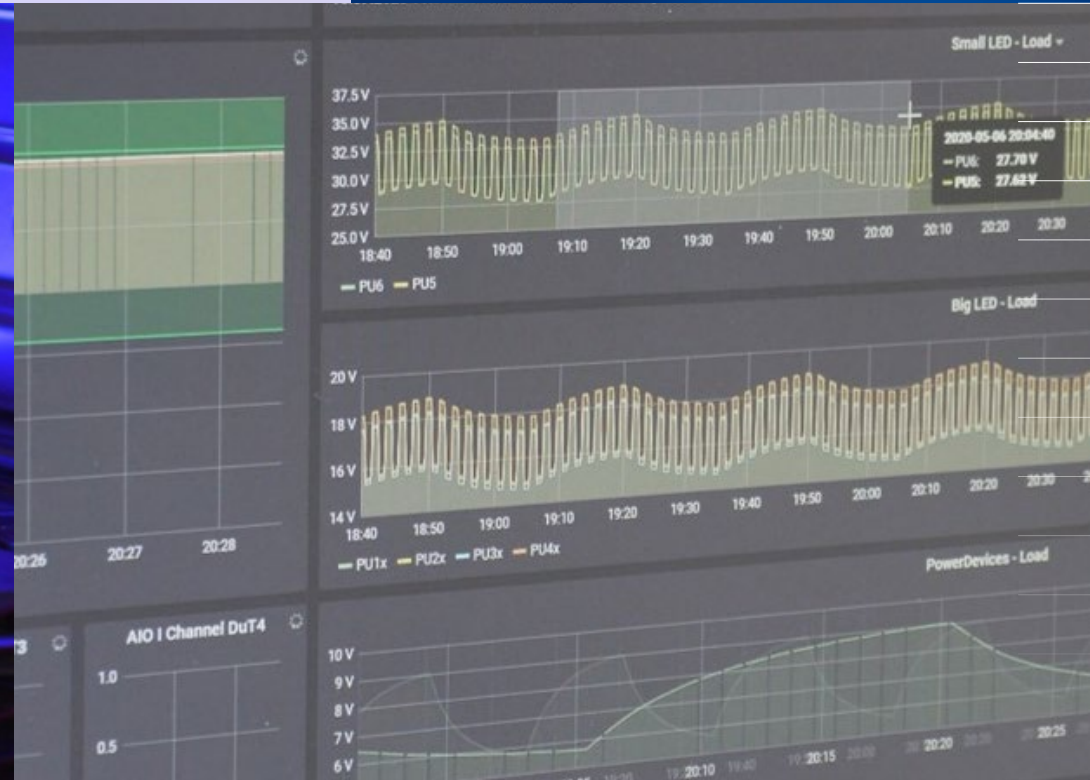 Small LED - Load
37.5 V
35.0 V
32.5 V
30.0 V
27.5 V
25.0 V
2020-05-06 20:04:40
PU6: 27.70 V
PU5: 27.62 V
18:40 18:50 19:00 19:10 19:20 19:30 19:40 19:50 20:00 20:10 20:20 20:30
PU6 PU5
Big LED - Load
20 V
18 V
16 V
14 V
18:40 18:50 19:00 19:10 19:20 19:30 19:40 19:50 20:00 20:10 20:20 20:30
PU1x PU2x PU3x PU4x
20:26 20:27 20:28
PowerDevices - Load
AIO I Channel DuT4
1.0
0.5
10 V
9 V
8 V
7 V
6 V
20:10 20:15 20:20 20:25